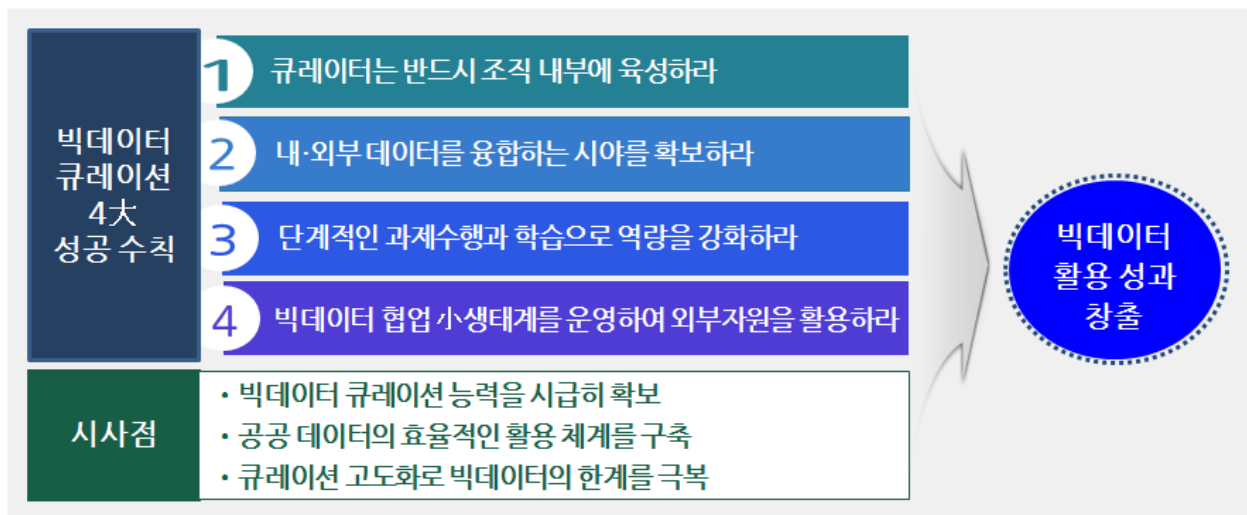 빅데이터
큐레이션
4大
성공 수칙
1 큐레이터는 반드시 조직 내부에 육성하라
2 내·외부 데이터를 융합하는 시야를 확보하라
3 단계적인 과제수행과 학습으로 역량을 강화하라
4 빅데이터 협업 小생태계를 운영하여 외부자원을 활용하라
시사점
· 빅데이터 큐레이션 능력을 시급히 확보
· 공공 데이터의 효율적인 활용 체계를 구축
· 큐레이션 고도화로 빅데이터의 한계를 극복
빅데이터
활용 성과
창출